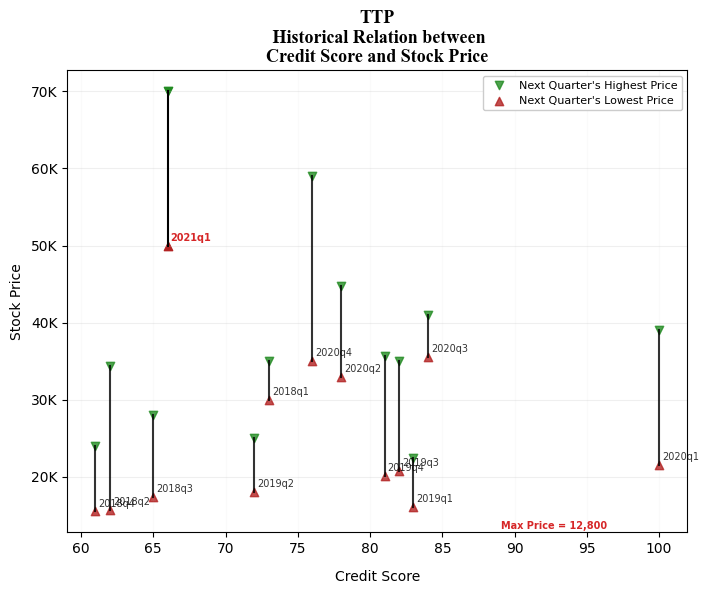 TTP
Historical Relation between
Credit Score and Stock Price
Next Quarter's Highest Price
Next Quarter's Lowest Price
70K
60K
50K
40K
30K
20K
Stock Price
2021q1
2020q4
2020q2
2020q3
2018q1
2019q3
2019q4
2020q1
2019q2
2018q3
2018q2
2018q4
2019q1
Max Price = 12,800
60 65 70 75 80 85 90 95 100
Credit Score